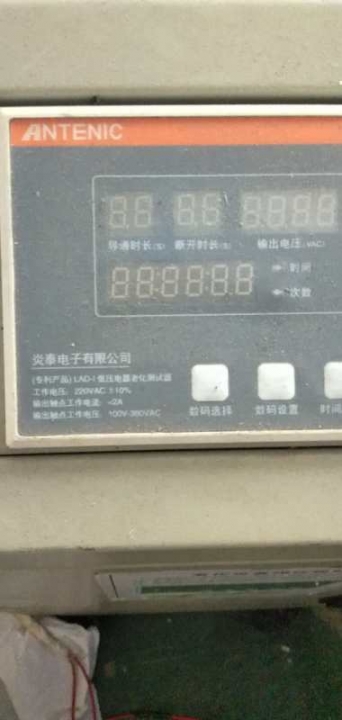 ANTENIC
导通时长(S) 断开时长(S) 输出电压(VAC)
时间
次数
炎泰电子有限公司
(专利产品) LAD-I 低压电器老化测试器
工作电压: 220VAC ±10%
输出触点工作电流: <2A
输出触点工作电压: 100V-380VAC
数码选择 数码设置 时间